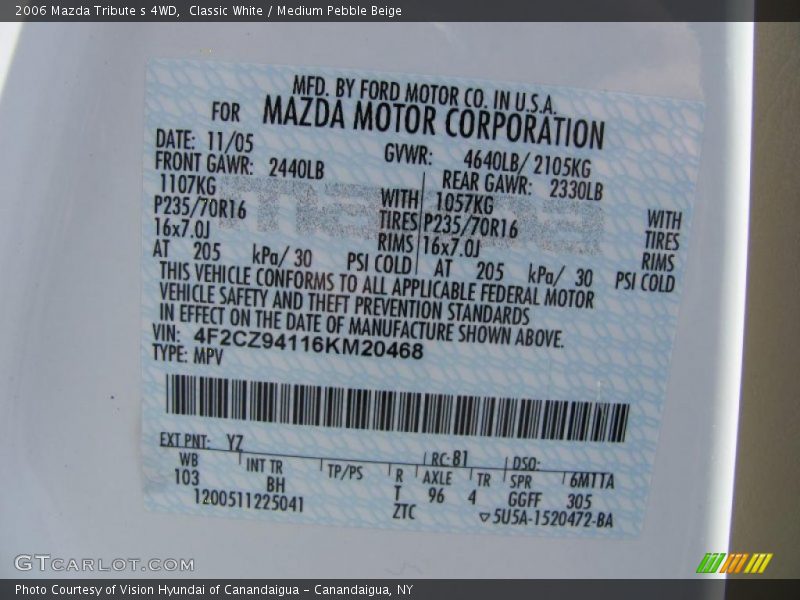 2006 Mazda Tribute s 4WD,  Classic White / Medium Pebble Beige
MFD. BY FORD MOTOR CO. IN U.S.A.
FOR MAZDA MOTOR CORPORATION
DATE: 11/05 GVWR: 4640LB/ 2105KG
FRONT GAWR: 2440LB REAR GAWR: 2330LB
1107KG WITH 1057KG WITH
P235/70R16 TIRES P235/70R16 TIRES
16x7.0J RIMS 16x7.0J RIMS
AT 205 kPa/ 30 PSI COLD AT 205 kPa/ 30 PSI COLD
THIS VEHICLE CONFORMS TO ALL APPLICABLE FEDERAL MOTOR
VEHICLE SAFETY AND THEFT PREVENTION STANDARDS
IN EFFECT ON THE DATE OF MANUFACTURE SHOWN ABOVE.
VIN: 4F2CZ94116KM20468
TYPE: MPV
EXT PNT: YZ RC: 81 DSO:
WB INT TR TP/PS R AXLE TR SPR 6MTTA
103 BH T 96 4 GGFF 305
1200511225041 ZTC 5U5A-1520472-BA
GTCARLOT.COM
Photo Courtesy of Vision Hyundai of Canandaigua - Canandaigua, NY